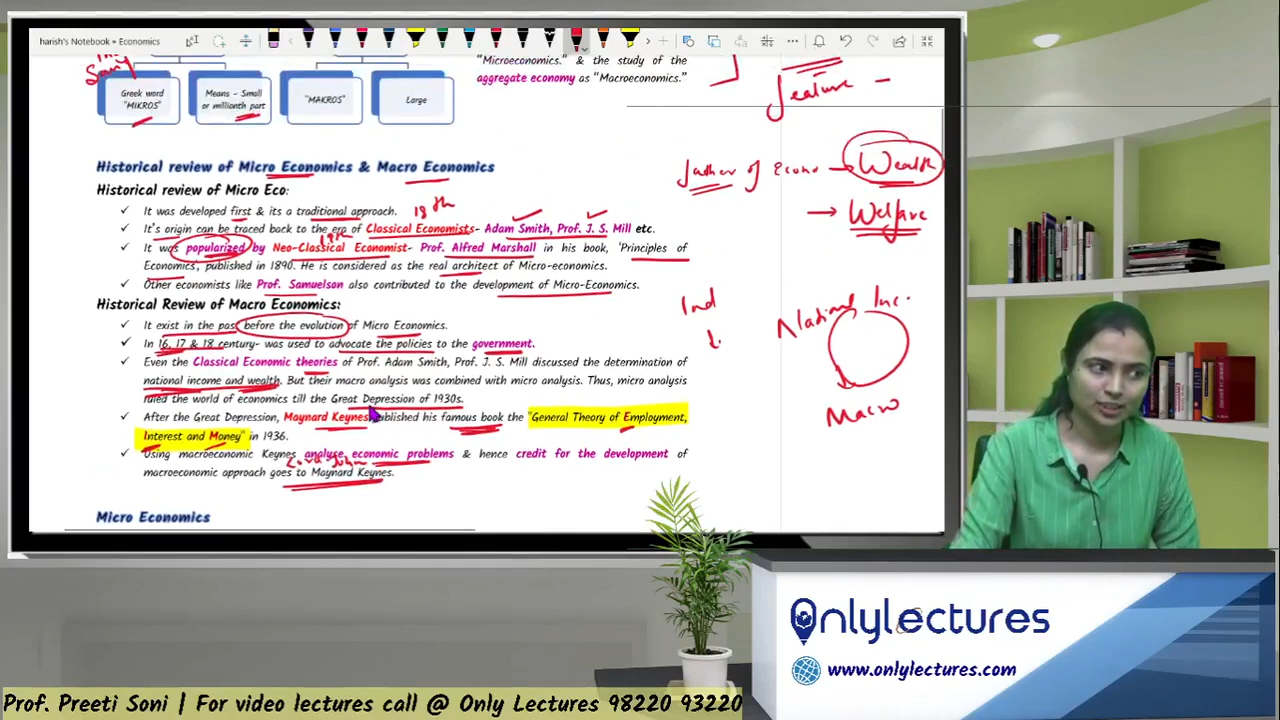 harish's Notebook » Economics
"Microeconomics." & the study of the
aggregate economy as "Macroeconomics."
Greek word
"MIKROS"
Means – Small
or millionth part
"MAKROS"
Large
feature –
Historical review of Micro Economics & Macro Economics
Father of Econo → Wealth
→ Welfare
Historical review of Micro Eco:
✓ It was developed first & its a traditional approach.
18th
✓ It's origin can be traced back to the era of Classical Economists- Adam Smith, Prof. J. S. Mill etc.
19th
✓ It was popularized by Neo-Classical Economist- Prof. Alfred Marshall in his book, 'Principles of
Economics, published in 1890. He is considered as the real architect of Micro-economics.
✓ Other economists like Prof. Samuelson also contributed to the development of Micro-Economics.
Historical Review of Macro Economics:
✓ It exist in the pas before the evolution of Micro Economics.
✓ In 16, 17 & 18 century- was used to advocate the policies to the government.
✓ Even the Classical Economic theories of Prof. Adam Smith, Prof. J. S. Mill discussed the determination of
national income and wealth. But their macro analysis was combined with micro analysis. Thus, micro analysis
ruled the world of economics till the Great Depression of 1930s.
✓ After the Great Depression, Maynard Keynes published his famous book the "General Theory of Employment,
Interest and Money" in 1936.
✓ Using macroeconomic Keynes analyse economic problems & hence credit for the development of
macroeconomic approach goes to Maynard Keynes.
Ind
National Inc.
Macro
Micro Economics
Onlylectures
www.onlylectures.com
Prof. Preeti Soni | For video lectures call @ Only Lectures 98220 93220